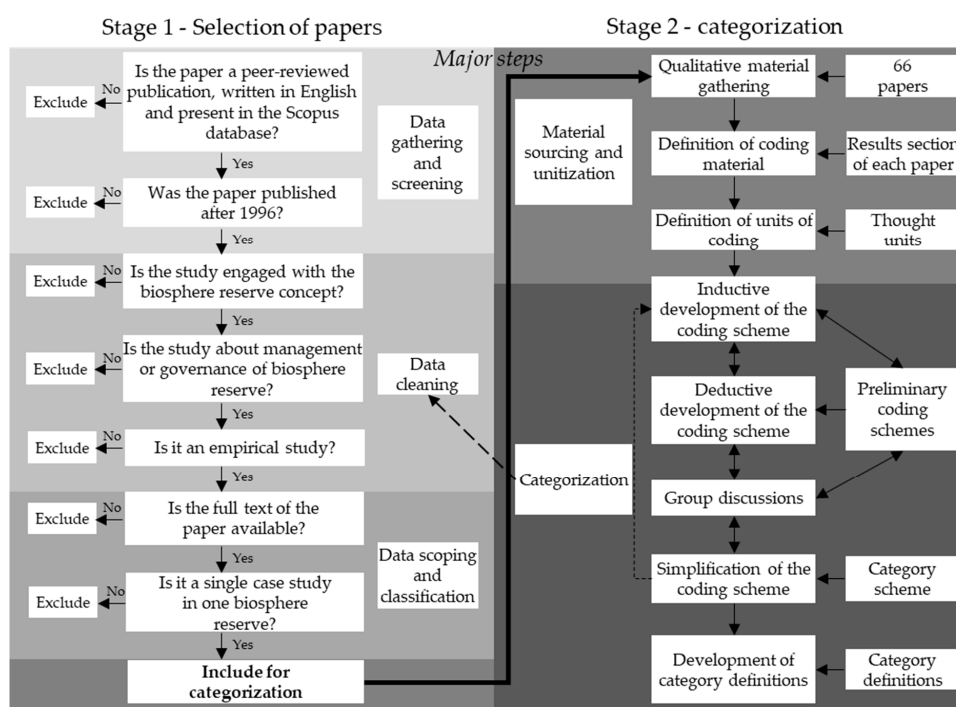 Stage 1 - Selection of papers
Stage 2 - categorization
Major steps
Is the paper a peer-reviewed
publication, written in English
and present in the Scopus
database?
No
Exclude
Yes
Was the paper published
after 1996?
No
Exclude
Yes
Data
gathering
and
screening
Is the study engaged with the
biosphere reserve concept?
No
Exclude
Yes
Is the study about management
or governance of biosphere
reserve?
No
Exclude
Yes
Is it an empirical study?
No
Exclude
Yes
Data
cleaning
Is the full text of the
paper available?
No
Exclude
Yes
Is it a single case study
in one biosphere
reserve?
No
Exclude
Yes
Data scoping
and
classification
Include for
categorization
Material
sourcing and
unitization
Qualitative material
gathering
66
papers
Definition of coding
material
Results section
of each paper
Definition of units of
coding
Thought
units
Categorization
Inductive
development of the
coding scheme
Deductive
development of the
coding scheme
Preliminary
coding
schemes
Group discussions
Simplification of the
coding scheme
Category
scheme
Development of
category definitions
Category
definitions